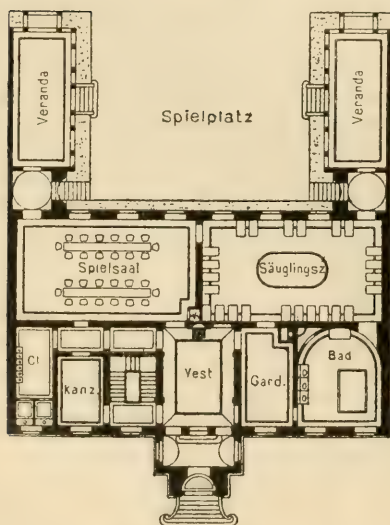 Veranda
Veranda
Spielplatz
Spielsaal
Säuglingsz
Cl.
Kanz.
Vest
Gard.
Bad